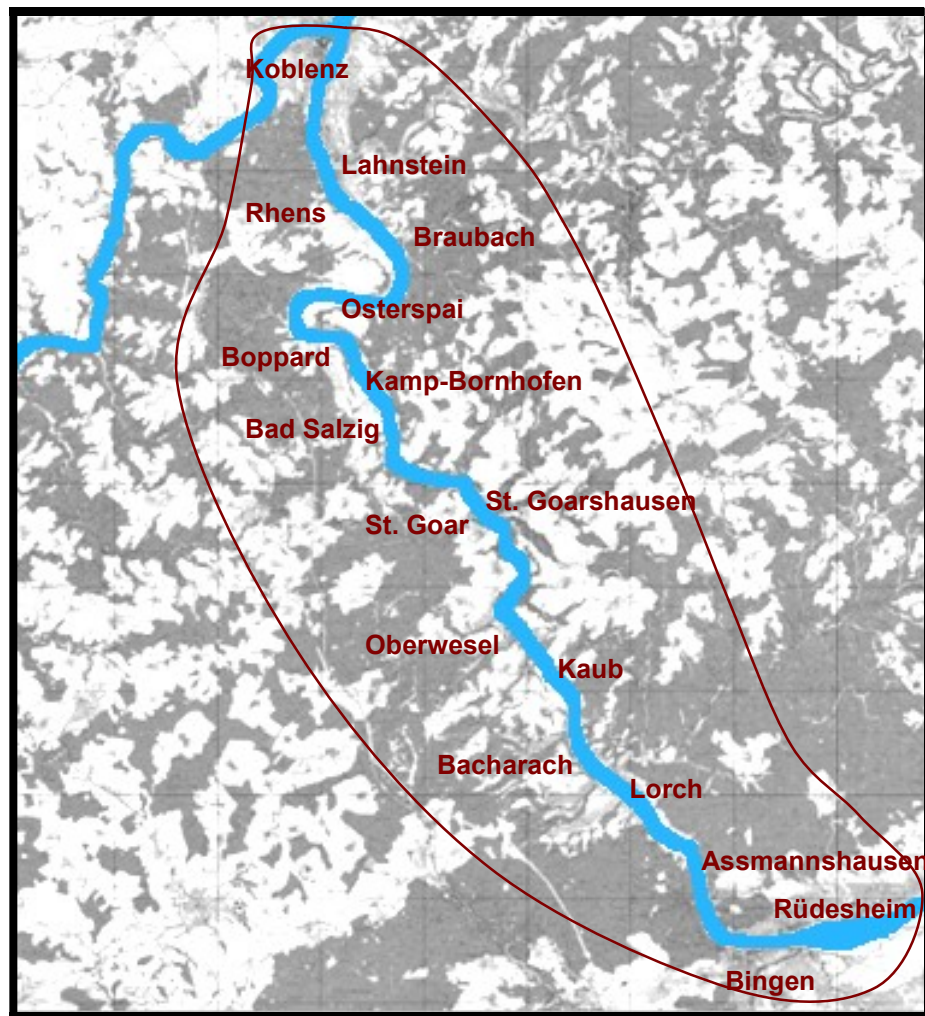 Koblenz
Lahnstein
Rhens
Braubach
Osterspai
Boppard
Kamp-Bornhofen
Bad Salzig
St. Goarshausen
St. Goar
Oberwesel
Kaub
Bacharach
Lorch
Assmannshausen
Rüdesheim
Bingen